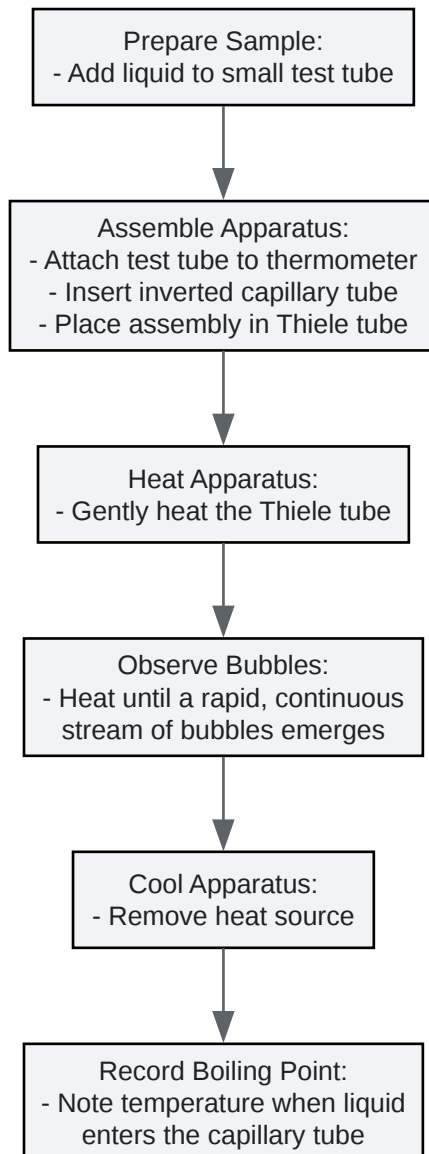 Prepare Sample:
- Add liquid to small test tube
Assemble Apparatus:
- Attach test tube to thermometer
- Insert inverted capillary tube
- Place assembly in Thiele tube
Heat Apparatus:
- Gently heat the Thiele tube
Observe Bubbles:
- Heat until a rapid, continuous
stream of bubbles emerges
Cool Apparatus:
- Remove heat source
Record Boiling Point:
- Note temperature when liquid
enters the capillary tube